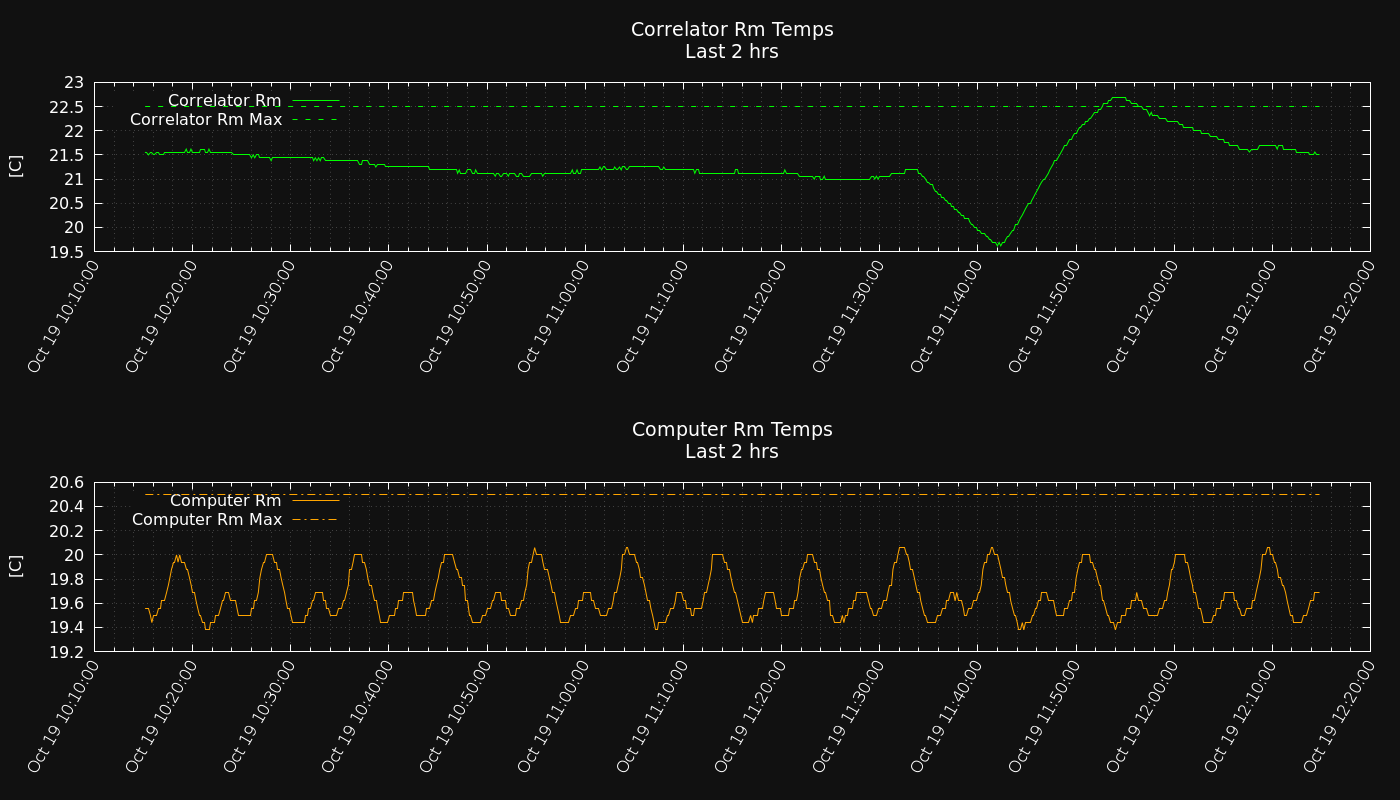 Correlator Rm Temps
Last 2 hrs
23
22.5
22
21.5
21
20.5
20
19.5
[C]
Correlator Rm
Correlator Rm Max
Oct 19 10:10:00
Oct 19 10:20:00
Oct 19 10:30:00
Oct 19 10:40:00
Oct 19 10:50:00
Oct 19 11:00:00
Oct 19 11:10:00
Oct 19 11:20:00
Oct 19 11:30:00
Oct 19 11:40:00
Oct 19 11:50:00
Oct 19 12:00:00
Oct 19 12:10:00
Oct 19 12:20:00
Computer Rm Temps
Last 2 hrs
20.6
20.4
20.2
20
19.8
19.6
19.4
19.2
[C]
Computer Rm
Computer Rm Max
Oct 19 10:10:00
Oct 19 10:20:00
Oct 19 10:30:00
Oct 19 10:40:00
Oct 19 10:50:00
Oct 19 11:00:00
Oct 19 11:10:00
Oct 19 11:20:00
Oct 19 11:30:00
Oct 19 11:40:00
Oct 19 11:50:00
Oct 19 12:00:00
Oct 19 12:10:00
Oct 19 12:20:00